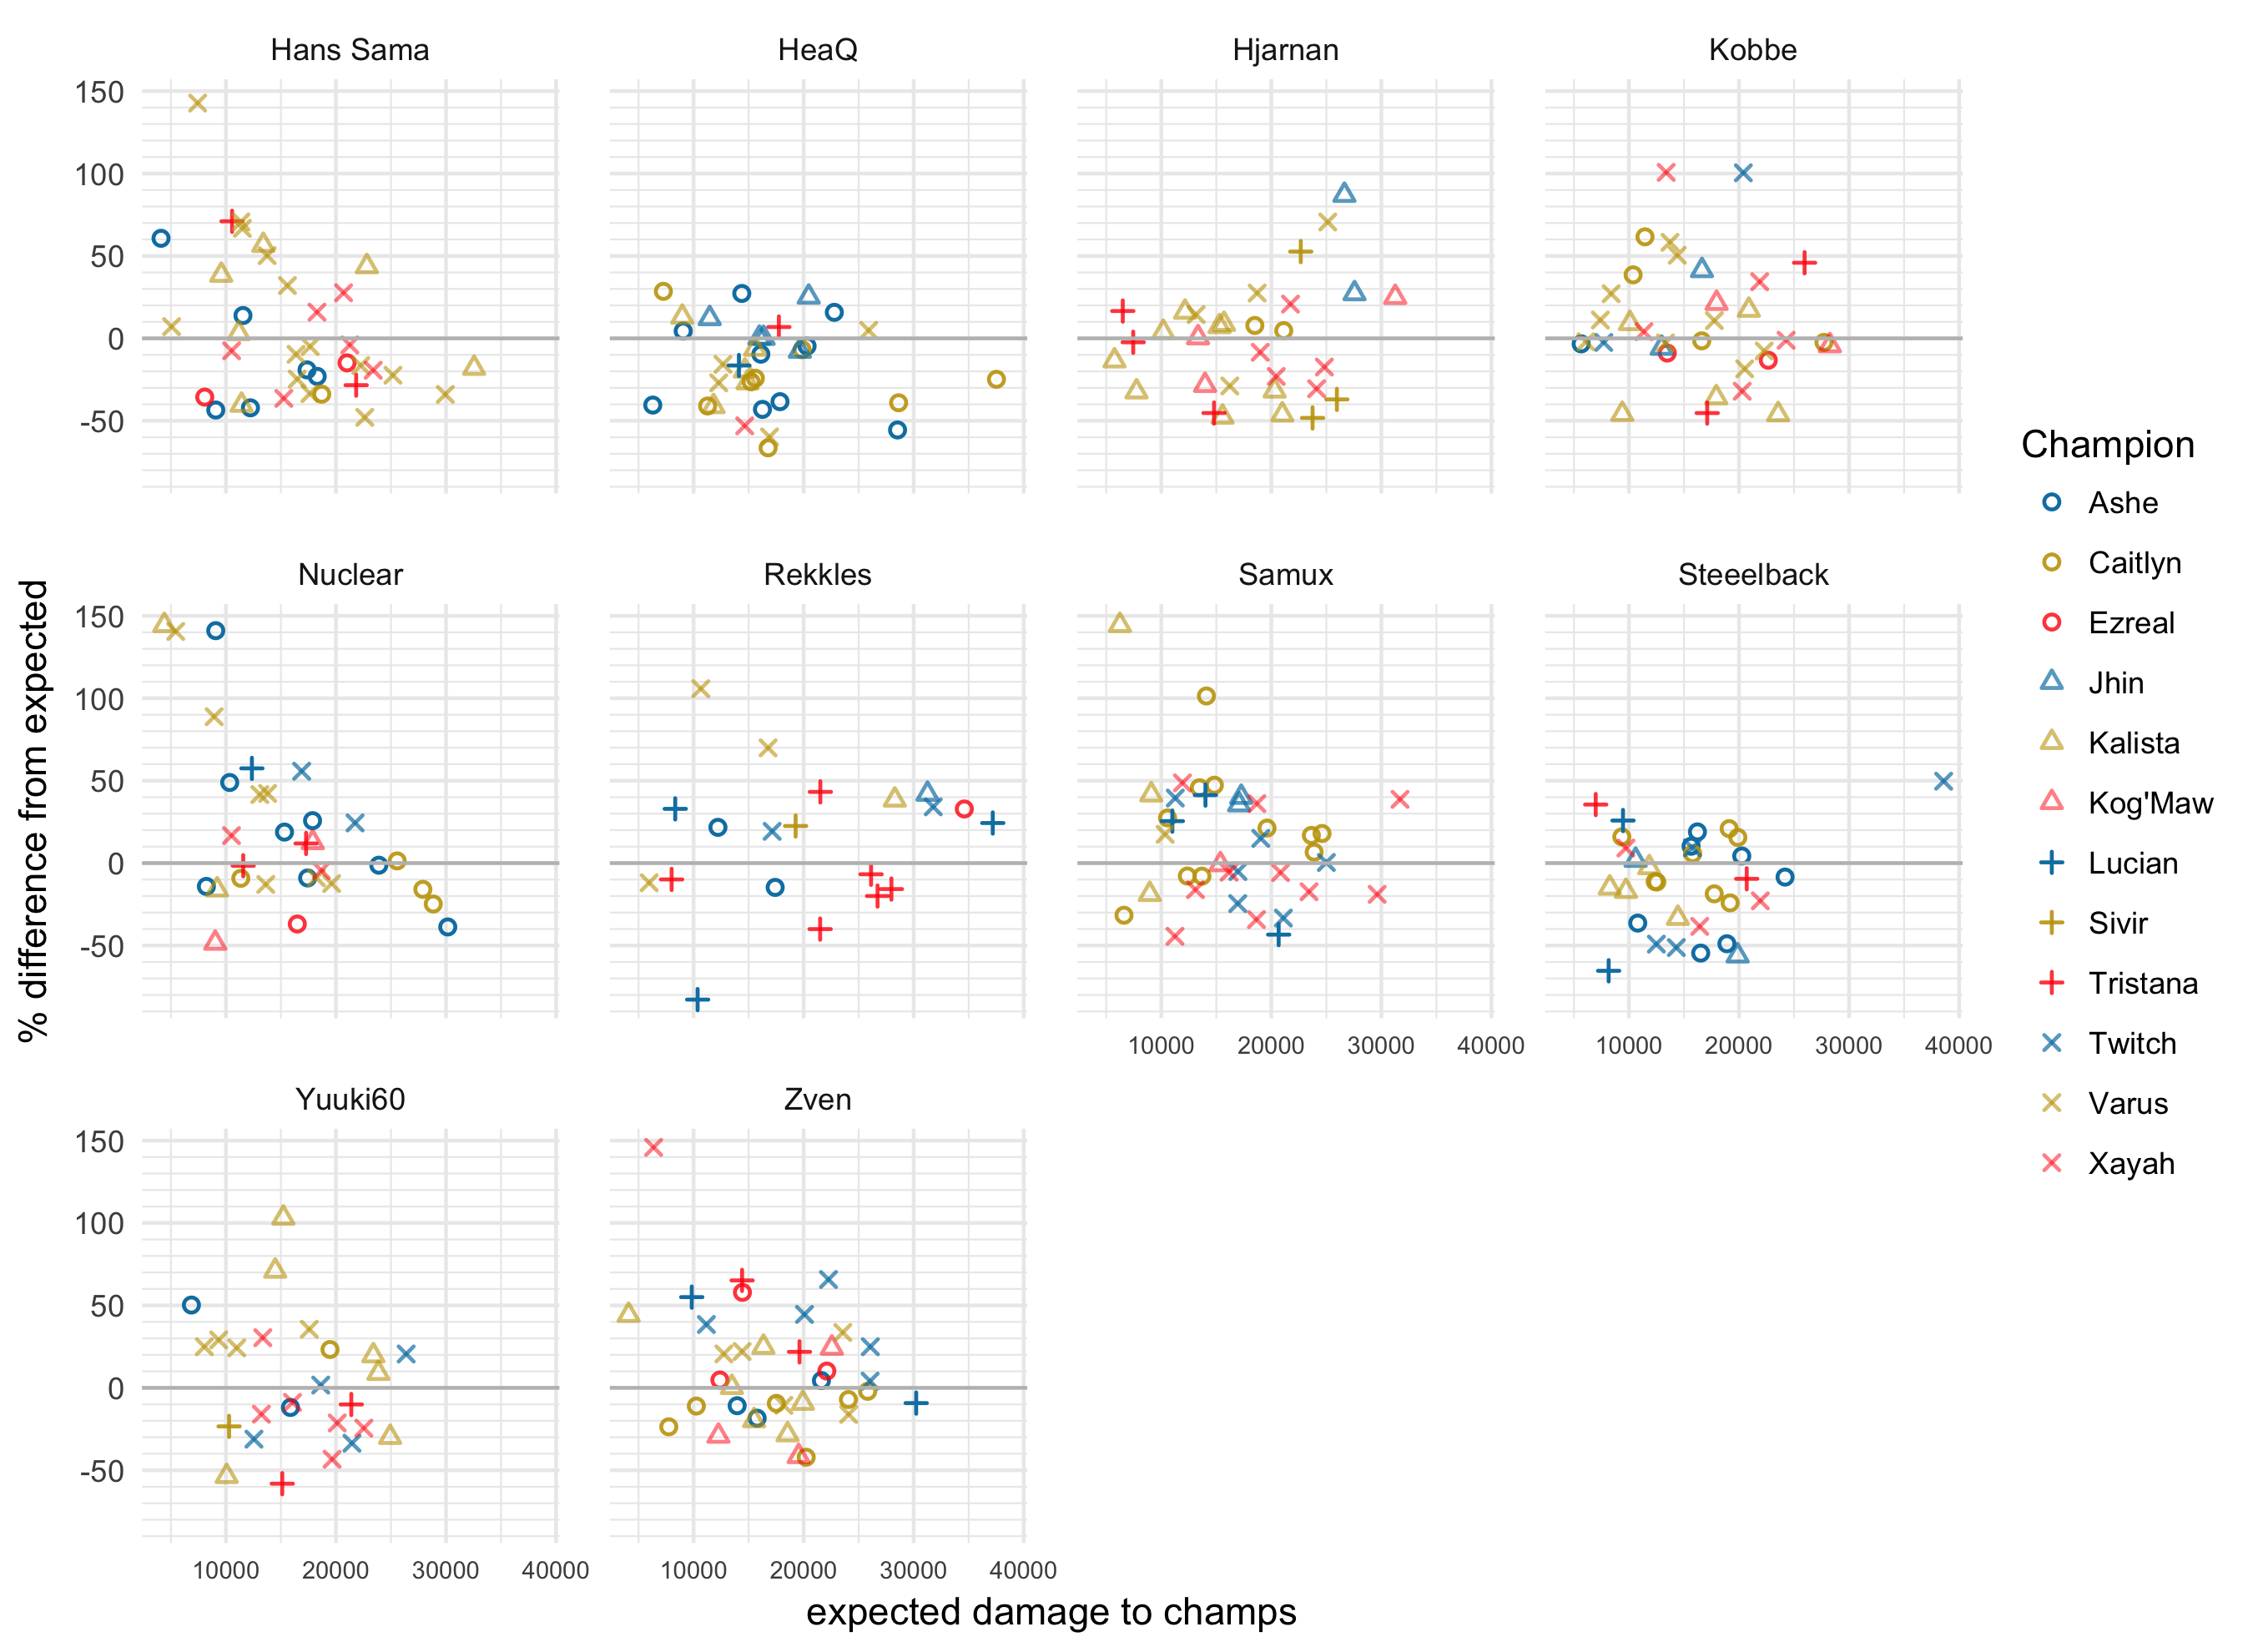 Hans Sama HeaQ Hjarnan Kobbe
150
100
50
0
-50
Nuclear Rekkles Samux Steeelback
150
100
50
0
-50
10000 20000 30000 40000 10000 20000 30000 40000
Yuuki60 Zven
150
100
50
0
-50
10000 20000 30000 40000 10000 20000 30000 40000
expected damage to champs
% difference from expected
Champion
Ashe
Caitlyn
Ezreal
Jhin
Kalista
Kog'Maw
Lucian
Sivir
Tristana
Twitch
Varus
Xayah